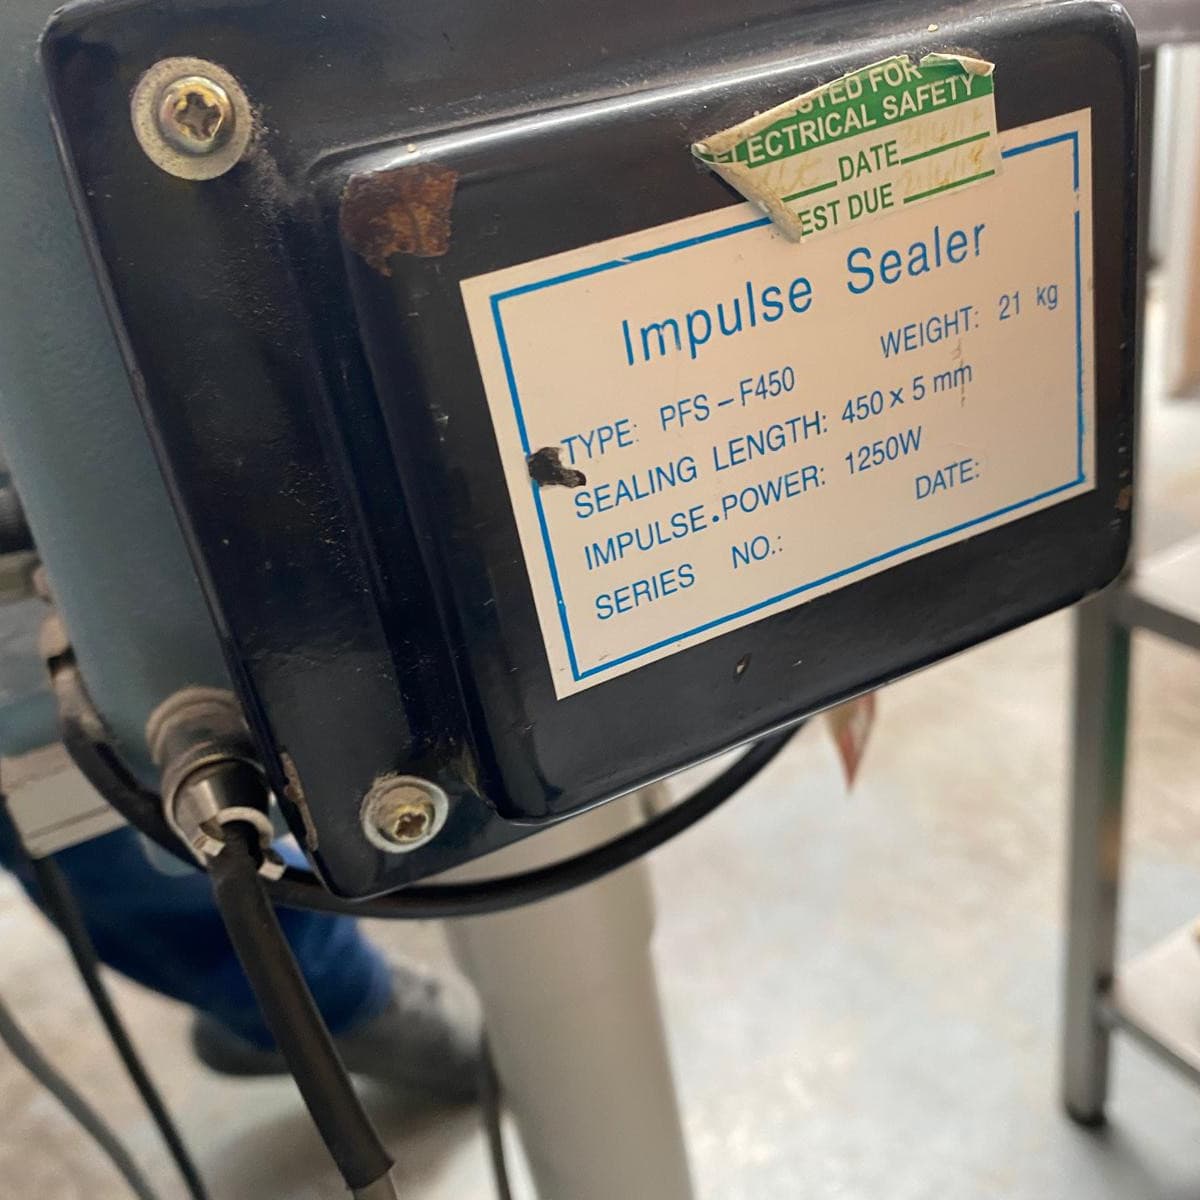 TESTED FOR
ELECTRICAL SAFETY
DATE
TEST DUE
Impulse Sealer
TYPE: PFS-F450 WEIGHT: 21 kg
SEALING LENGTH: 450 x 5 mm
IMPULSE.POWER: 1250W
SERIES NO.: DATE: